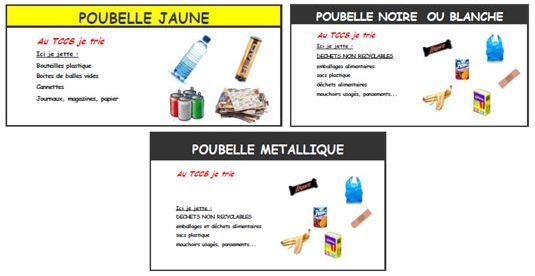 POUBELLE JAUNE
Au TCCS je trie
Ici je jette :
Bouteilles plastique
Boites de balles vides
Cannettes
Journaux, magazines, papier
POUBELLE NOIRE OU BLANCHE
Au TCCS je trie
Ici je jette :
DECHETS NON RECYCLABLES
emballages alimentaires
sacs plastique
déchets alimentaires
mouchoirs usagés, pansements...
POUBELLE METALLIQUE
Au TCCS je trie
Ici je jette :
DECHETS NON RECYCLABLES
emballages et déchets alimentaires
sacs plastique
mouchoirs usagés, pansements...